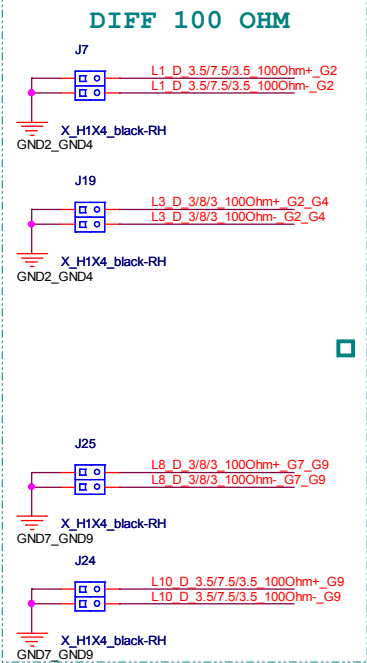 DIFF 100 OHM
J7
L1_D_3.5/7.5/3.5_100Ohm+_G2
L1_D_3.5/7.5/3.5_100Ohm-_G2
X_H1X4_black-RH
GND2_GND4
J19
L3_D_3/8/3_100Ohm+_G2_G4
L3_D_3/8/3_100Ohm-_G2_G4
X_H1X4_black-RH
GND2_GND4
J25
L8_D_3/8/3_100Ohm+_G7_G9
L8_D_3/8/3_100Ohm-_G7_G9
X_H1X4_black-RH
GND7_GND9
J24
L10_D_3.5/7.5/3.5_100Ohm+_G9
L10_D_3.5/7.5/3.5_100Ohm-_G9
X_H1X4_black-RH
GND7_GND9